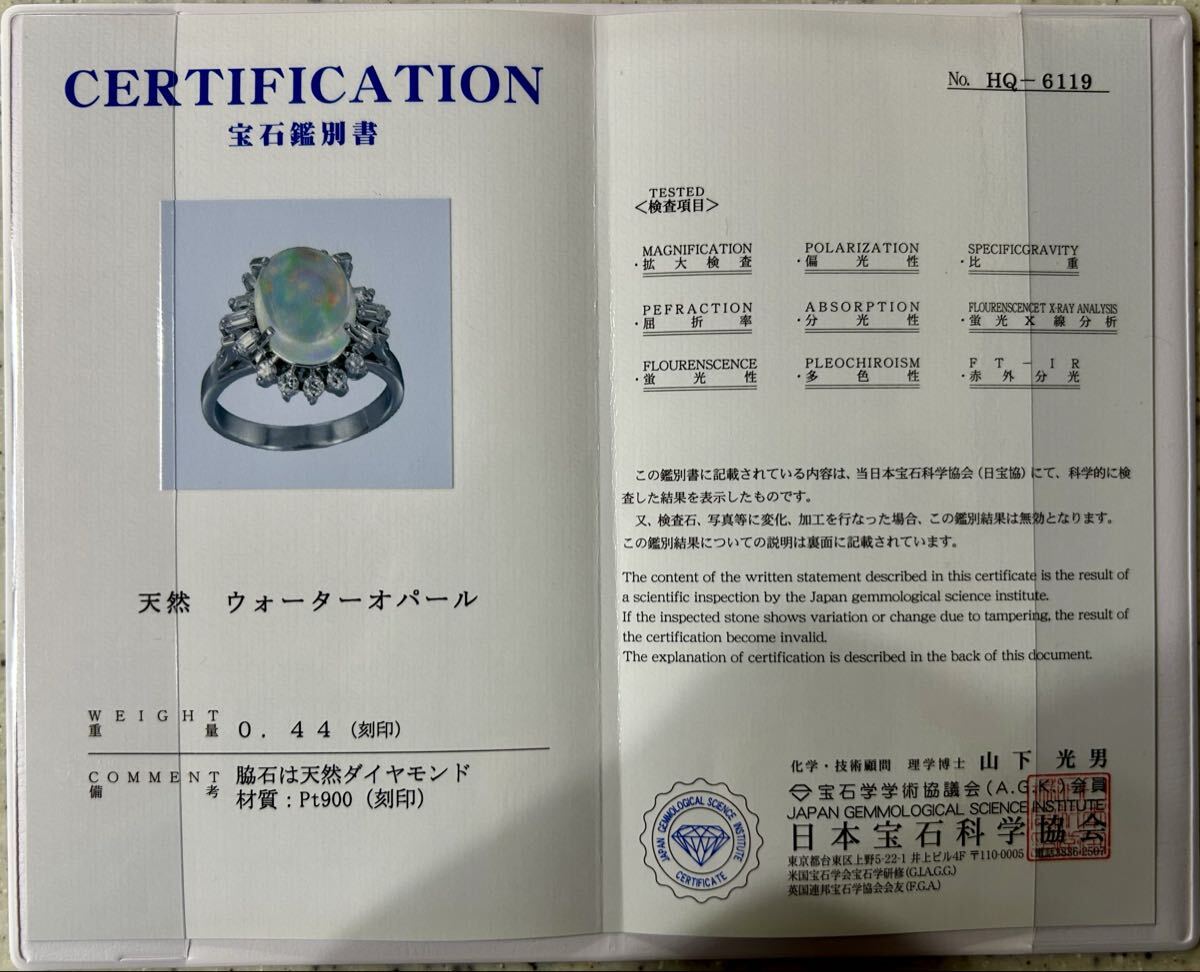 CERTIFICATION
宝石鑑別書
天然　ウォーターオパール
WEIGHT
重量 0.44（刻印）
COMMENT 脇石は天然ダイヤモンド
備考 材質：Pt900（刻印）
No. HQ-6119
TESTED
＜検査項目＞
MAGNIFICATION POLARIZATION SPECIFICGRAVITY
・拡大検査 ・偏光性 ・比重
PEFRACTION ABSORPTION FLOURENSCENCET X-RAY ANALYSIS
・屈折率 ・分光性 ・蛍光X線分析
FLOURENSCENCE PLEOCHIROISM FT-IR
・蛍光性 ・多色性 ・赤外分光
この鑑別書に記載されている内容は、当日本宝石科学協会（日宝協）にて、科学的に検
査した結果を表示したものです。
又、検査石、写真等に変化、加工を行なった場合、この鑑別結果は無効となります。
この鑑別結果についての説明は裏面に記載されています。
The content of the written statement described in this certificate is the result of
a scientific inspection by the Japan gemmological science institute.
If the inspected stone shows variation or change due to tampering, the result of
the certification become invalid.
The explanation of certification is described in the back of this document.
化学・技術顧問　理学博士　山下光男
宝石学学術協議会（A.G.K.）会員
JAPAN GEMMOLOGICAL SCIENCE INSTITUTE
日本宝石科学協会
東京都台東区上野5-22-1 井上ビル4F 〒110-0005 電話3836-2507
米国宝石学会宝石学研修(G.I.A.G.G.)
英国連邦宝石学協会会友(F.G.A.)
JAPAN GEMMOLOGICAL SCIENCE INSTITUTE
CERTIFICATE